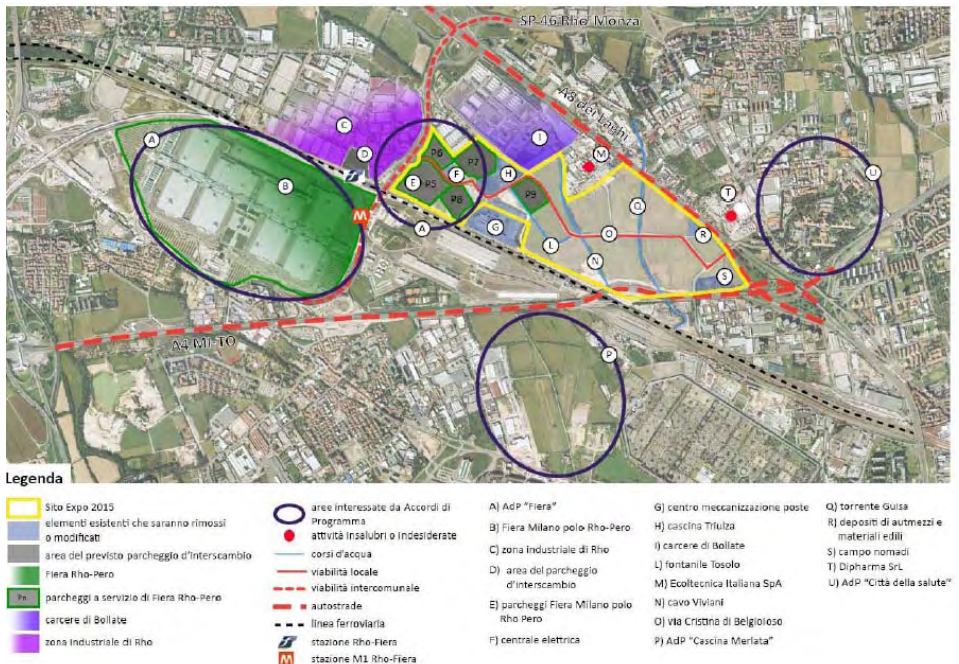 SP 46 Rho-Monza
A8 dei Laghi
A
B
C
D
E
P6
F
P7
P5
P8
H
I
M
P9
G
L
O
N
Q
R
S
T
U
A
A4 MI-TO
P
Legenda
Sito Expo 2015
elementi esistenti che saranno rimossi
o modificati
area del previsto parcheggio d'interscambio
Fiera Rho-Pero
Pn parcheggi a servizio di Fiera Rho-Pero
carcere di Bollate
zona Industriale di Rho
aree interessate da Accordi di
Programma
attività Insalubri o Indesiderate
corsi d'acqua
viabilità locale
viabilità intercomunale
autostrade
linea ferroviaria
stazione Rho-Fiera
M stazione M1 Rho-Fiera
A) AdP "Fiera"
B) Fiera Milano polo Rho-Pero
C) zona industriale di Rho
D) area del parcheggio
d'interscambio
E) parcheggi Fiera Milano polo
Rho Pero
F) centrale elettrica
G) centro meccanizzazione poste
H) cascina Triulza
I) carcere di Bollate
L) fontanile Tosolo
M) Ecoltecnica Italiana SpA
N) cavo Viviani
O) via Cristina di Belgioioso
P) AdP "Cascina Merlata"
Q) torrente Guisa
R) depositi di autmezzi e
materiali edili
S) campo nomadi
T) Dipharma SrL
U) AdP "Città della salute"